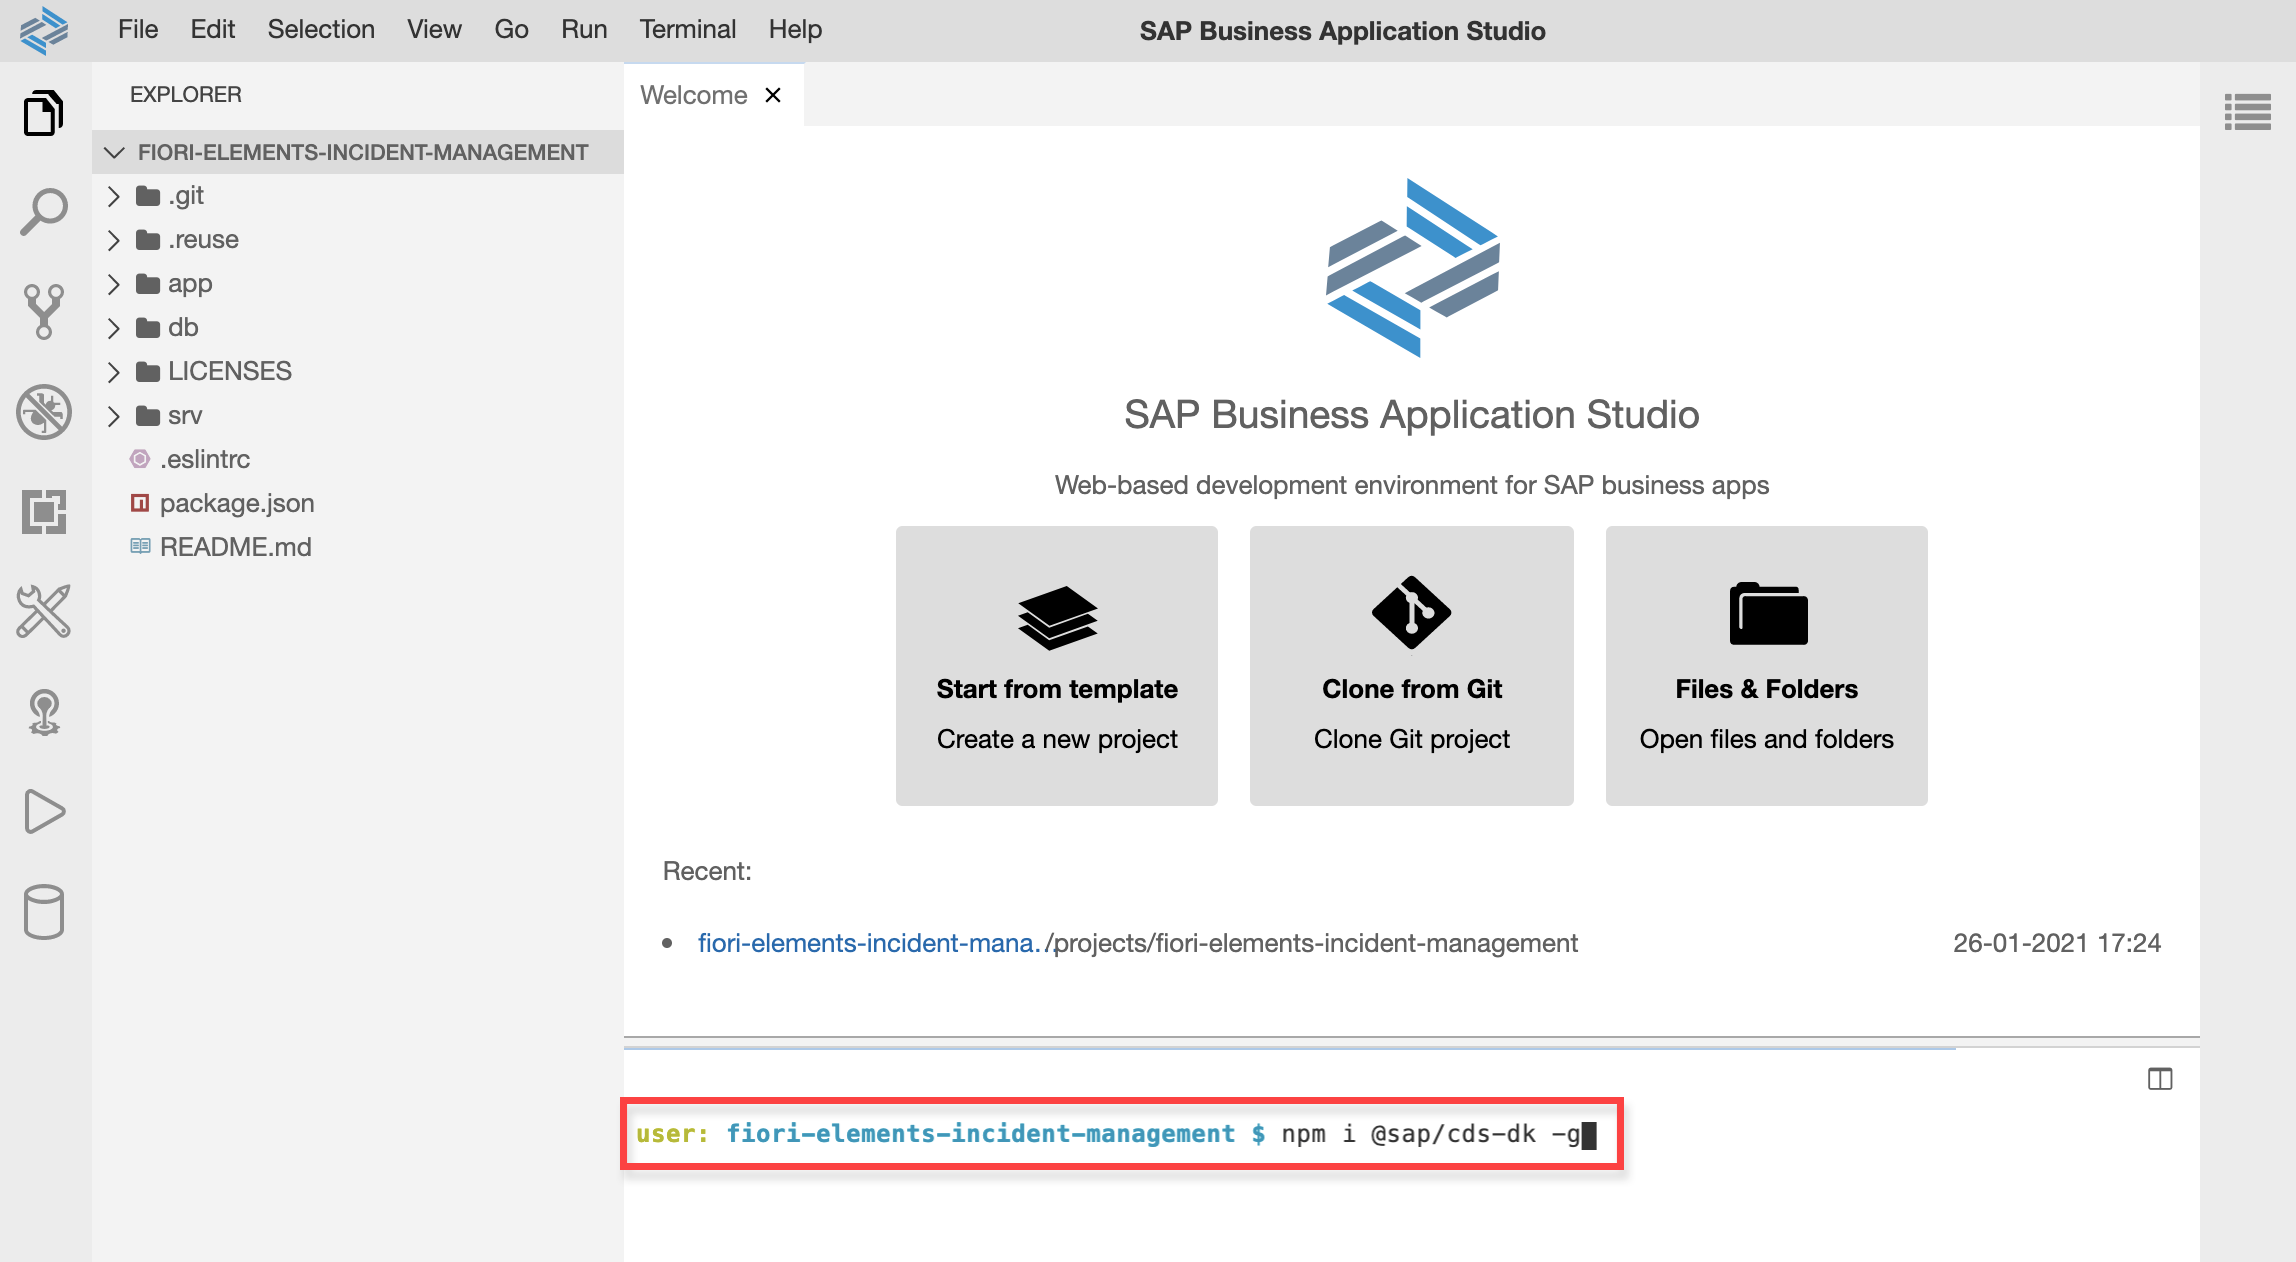 File Edit Selection View Go Run Terminal Help SAP Business Application Studio
EXPLORER
FIORI-ELEMENTS-INCIDENT-MANAGEMENT
.git
.reuse
app
db
LICENSES
srv
.eslintrc
package.json
README.md
Welcome
SAP Business Application Studio
Web-based development environment for SAP business apps
Start from template
Create a new project
Clone from Git
Clone Git project
Files & Folders
Open files and folders
Recent:
fiori-elements-incident-mana... /projects/fiori-elements-incident-management 26-01-2021 17:24
user: fiori-elements-incident-management $ npm i @sap/cds-dk -g